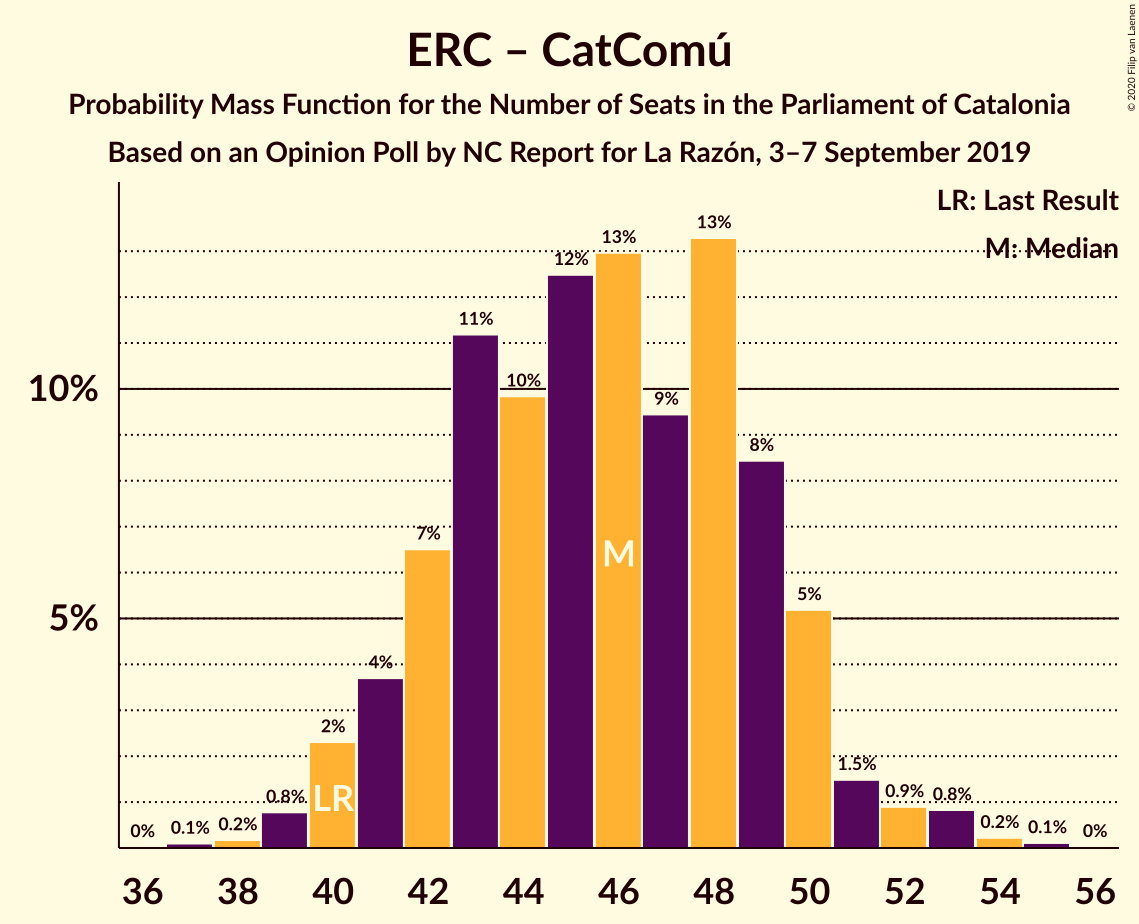 ERC – CatComú
Probability Mass Function for the Number of Seats in the Parliament of Catalonia
Based on an Opinion Poll by NC Report for La Razón, 3–7 September 2019
© 2020 Filip van Laenen
LR: Last Result
M: Median
10%
5%
0%
0.1%
0.2%
0.8%
2%
4%
7%
11%
10%
12%
13%
9%
13%
8%
5%
1.5%
0.9%
0.8%
0.2%
0.1%
0%
LR
M
36 38 40 42 44 46 48 50 52 54 56